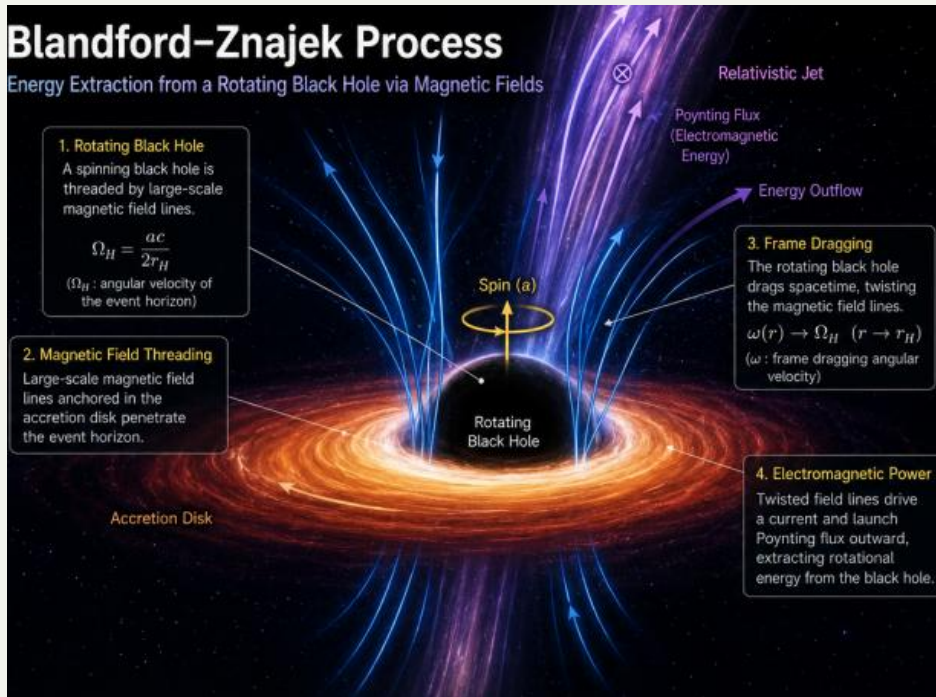 Blandford–Znajek Process
Energy Extraction from a Rotating Black Hole via Magnetic Fields
1. Rotating Black Hole
A spinning black hole is
threaded by large-scale
magnetic field lines.
Ω_H = ac / 2r_H
(Ω_H : angular velocity of
the event horizon)
2. Magnetic Field Threading
Large-scale magnetic field
lines anchored in the
accretion disk penetrate
the event horizon.
Accretion Disk
Spin (a)
Rotating
Black Hole
Relativistic Jet
Poynting Flux
(Electromagnetic
Energy)
Energy Outflow
3. Frame Dragging
The rotating black hole
drags spacetime, twisting
the magnetic field lines.
ω(r) → Ω_H (r → r_H)
(ω : frame dragging angular
velocity)
4. Electromagnetic Power
Twisted field lines drive
a current and launch
Poynting flux outward,
extracting rotational
energy from the black hole.